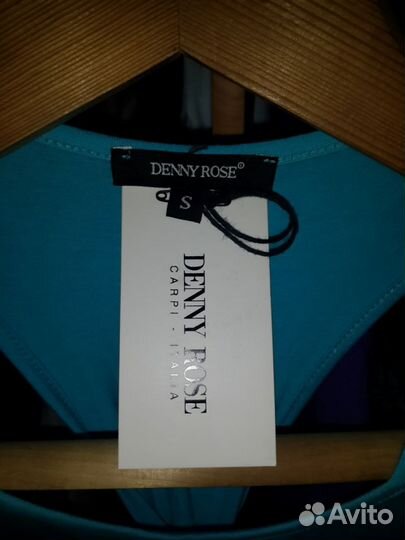 DENNY ROSE®
S
DENNY ROSE
CARPI - ITALIA
Avito